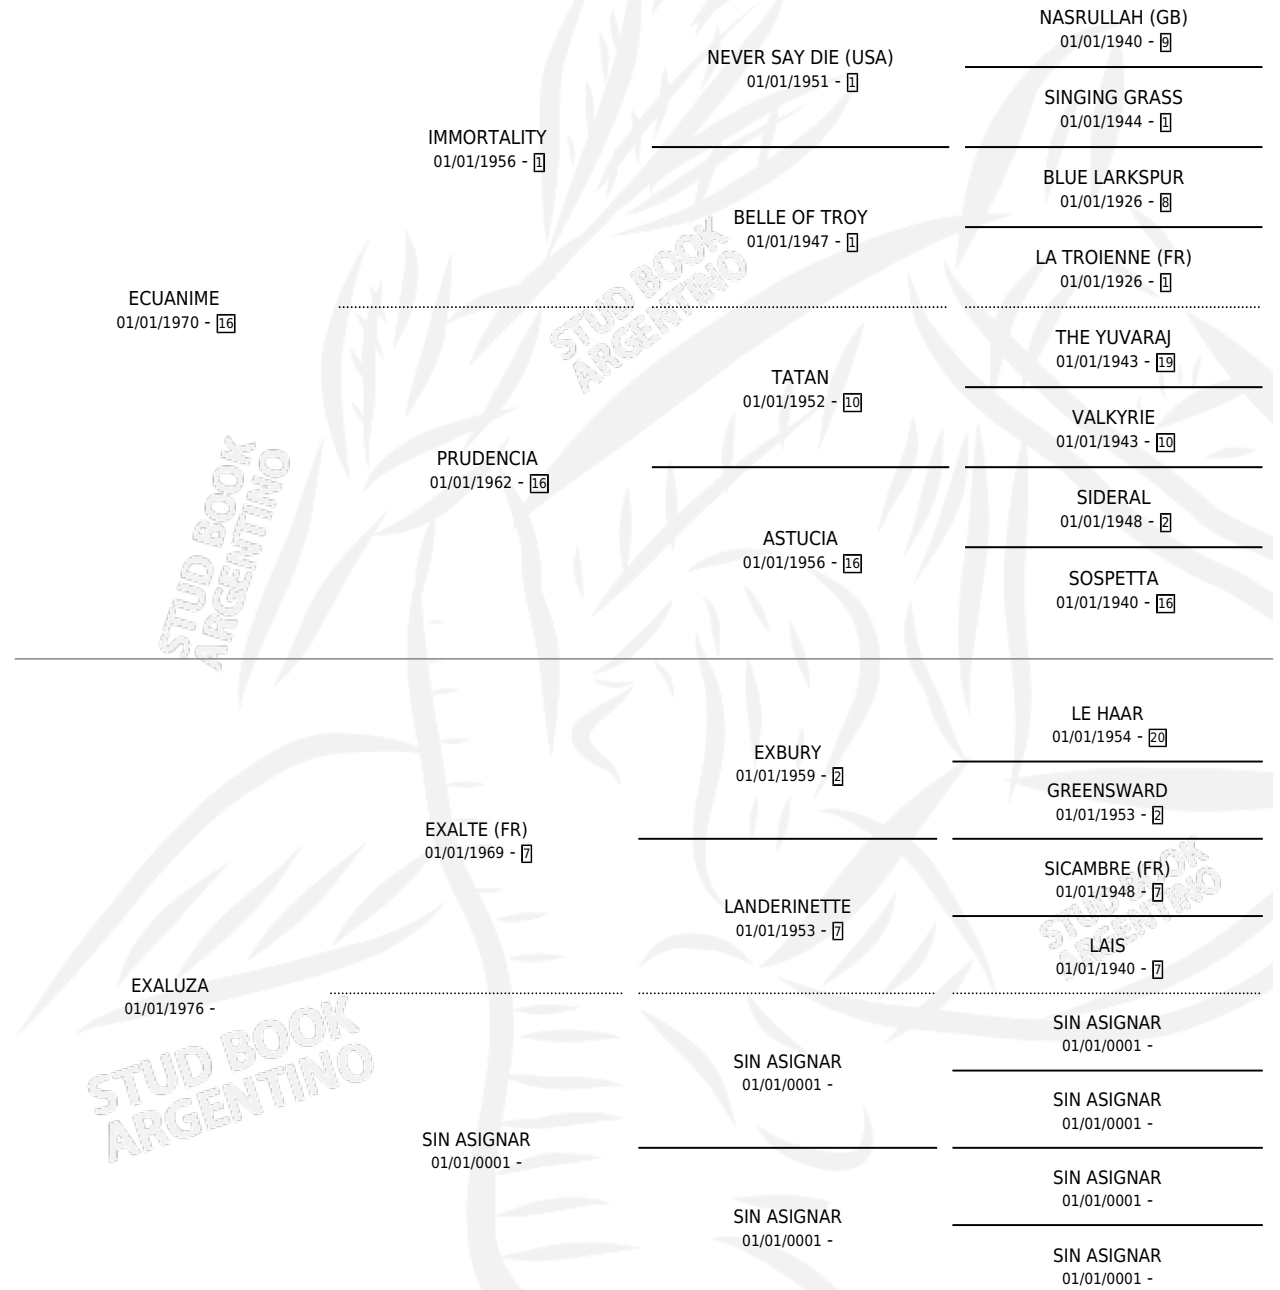 NASRULLAH (GB)
01/01/1940 - 9
NEVER SAY DIE (USA)
01/01/1951 - 1
SINGING GRASS
01/01/1944 - 1
IMMORTALITY
01/01/1956 - 1
BLUE LARKSPUR
01/01/1926 - 8
BELLE OF TROY
01/01/1947 - 1
LA TROIENNE (FR)
01/01/1926 - 1
ECUANIME
01/01/1970 - 16
THE YUVARAJ
01/01/1943 - 19
TATAN
01/01/1952 - 10
VALKYRIE
01/01/1943 - 10
PRUDENCIA
01/01/1962 - 16
SIDERAL
01/01/1948 - 2
ASTUCIA
01/01/1956 - 16
SOSPETTA
01/01/1940 - 16
STUD BOOK
ARGENTINO
STUD BOOK
ARGENTINO
LE HAAR
01/01/1954 - 20
EXBURY
01/01/1959 - 2
GREENSWARD
01/01/1953 - 2
EXALTE (FR)
01/01/1969 - 7
SICAMBRE (FR)
01/01/1948 - 7
LANDERINETTE
01/01/1953 - 7
LAIS
01/01/1940 - 7
STUD BOOK
ARGENTINO
EXALUZA
01/01/1976 -
SIN ASIGNAR
01/01/0001 -
SIN ASIGNAR
01/01/0001 -
SIN ASIGNAR
01/01/0001 -
SIN ASIGNAR
01/01/0001 -
SIN ASIGNAR
01/01/0001 -
SIN ASIGNAR
01/01/0001 -
SIN ASIGNAR
01/01/0001 -
STUD BOOK
ARGENTINO